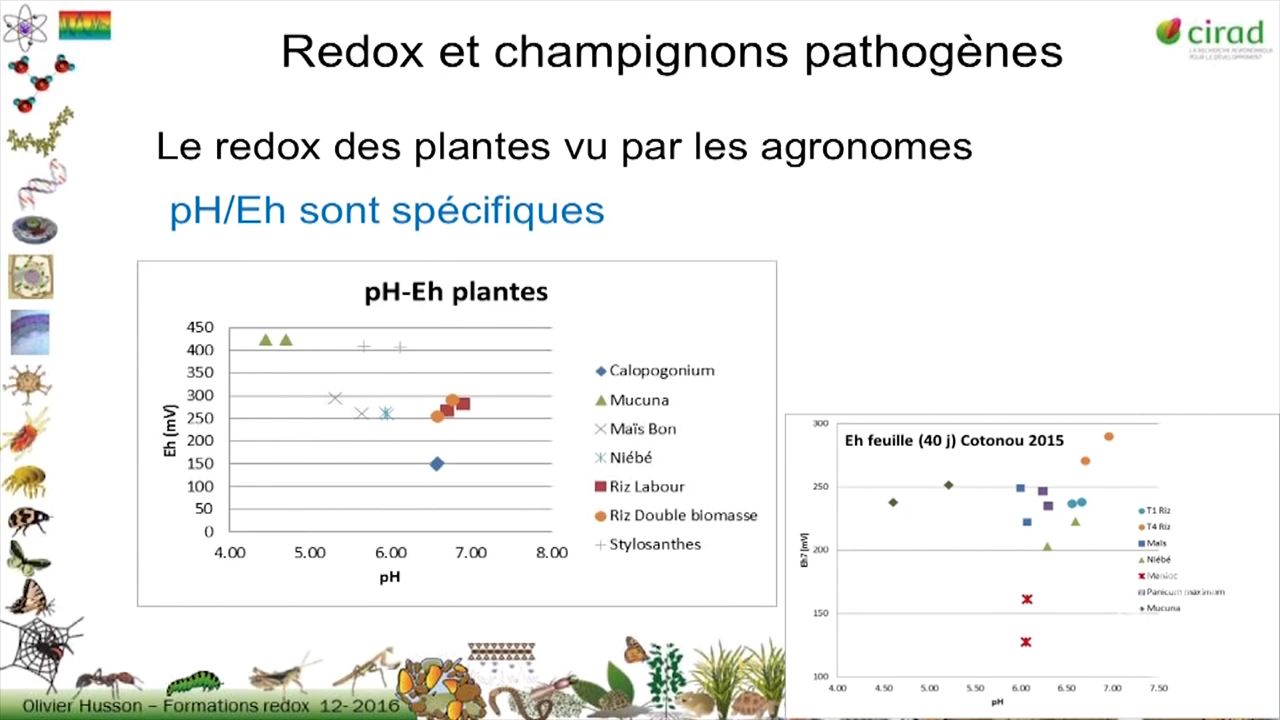 Redox et champignons pathogènes
cirad
LA RECHERCHE AGRONOMIQUE
POUR LE DÉVELOPPEMENT
Le redox des plantes vu par les agronomes
pH/Eh sont spécifiques
pH-Eh plantes
450
400
350
300
250
200
150
100
50
0
Eh (mV)
4.00 5.00 6.00 7.00 8.00
pH
Calopogonium
Mucuna
Maïs Bon
Niébé
Riz Labour
Riz Double biomasse
Stylosanthes
Eh feuille (40 j) Cotonou 2015
300
250
200
150
100
Eh7 (mV)
4.00 4.50 5.00 5.50 6.00 6.50 7.00 7.50
pH
T1 Riz
T4 Riz
Maïs
Niébé
Manioc
Panicum maximum
Mucuna
Olivier Husson – Formations redox 12- 2016